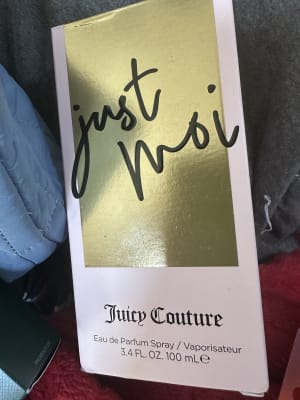 just
moi
Juicy Couture
Eau de Parfum Spray / Vaporisateur
3.4 FL. OZ. 100 mL℮